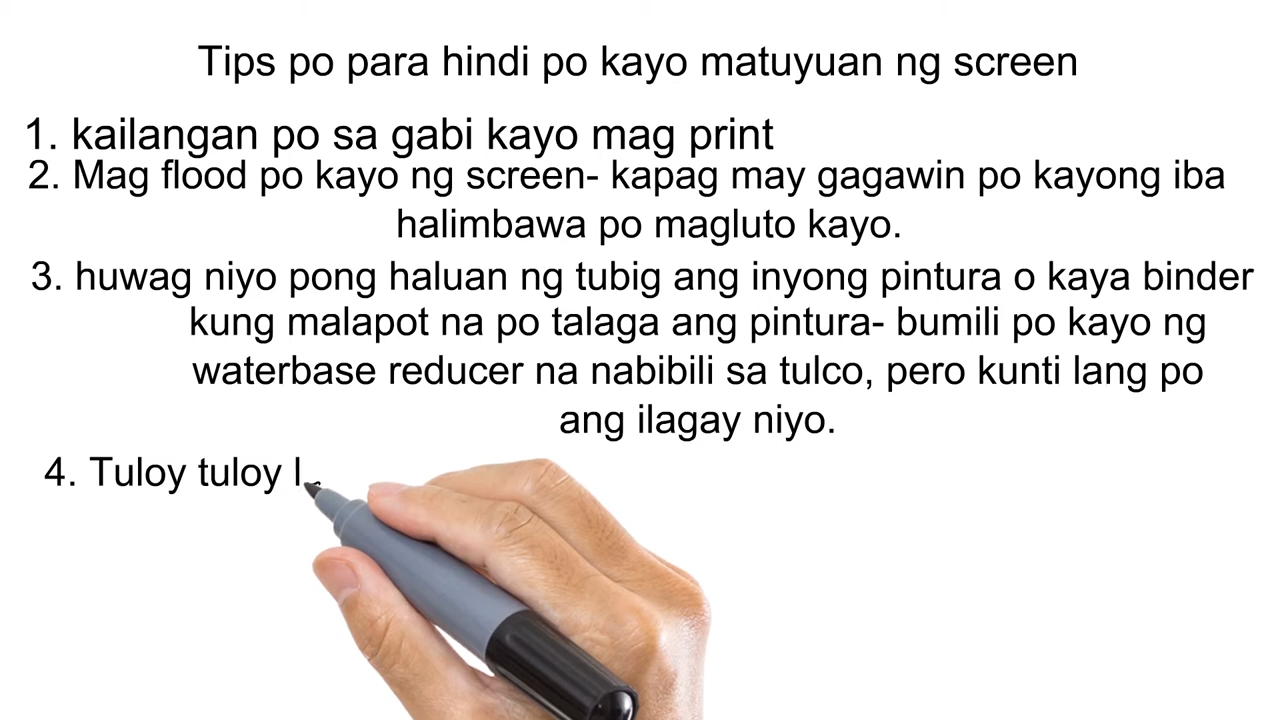 Tips po para hindi po kayo matuyuan ng screen
1. kailangan po sa gabi kayo mag print
2. Mag flood po kayo ng screen- kapag may gagawin po kayong iba
halimbawa po magluto kayo.
3. huwag niyo pong haluan ng tubig ang inyong pintura o kaya binder
kung malapot na po talaga ang pintura- bumili po kayo ng
waterbase reducer na nabibili sa tulco, pero kunti lang po
ang ilagay niyo.
4. Tuloy tuloy